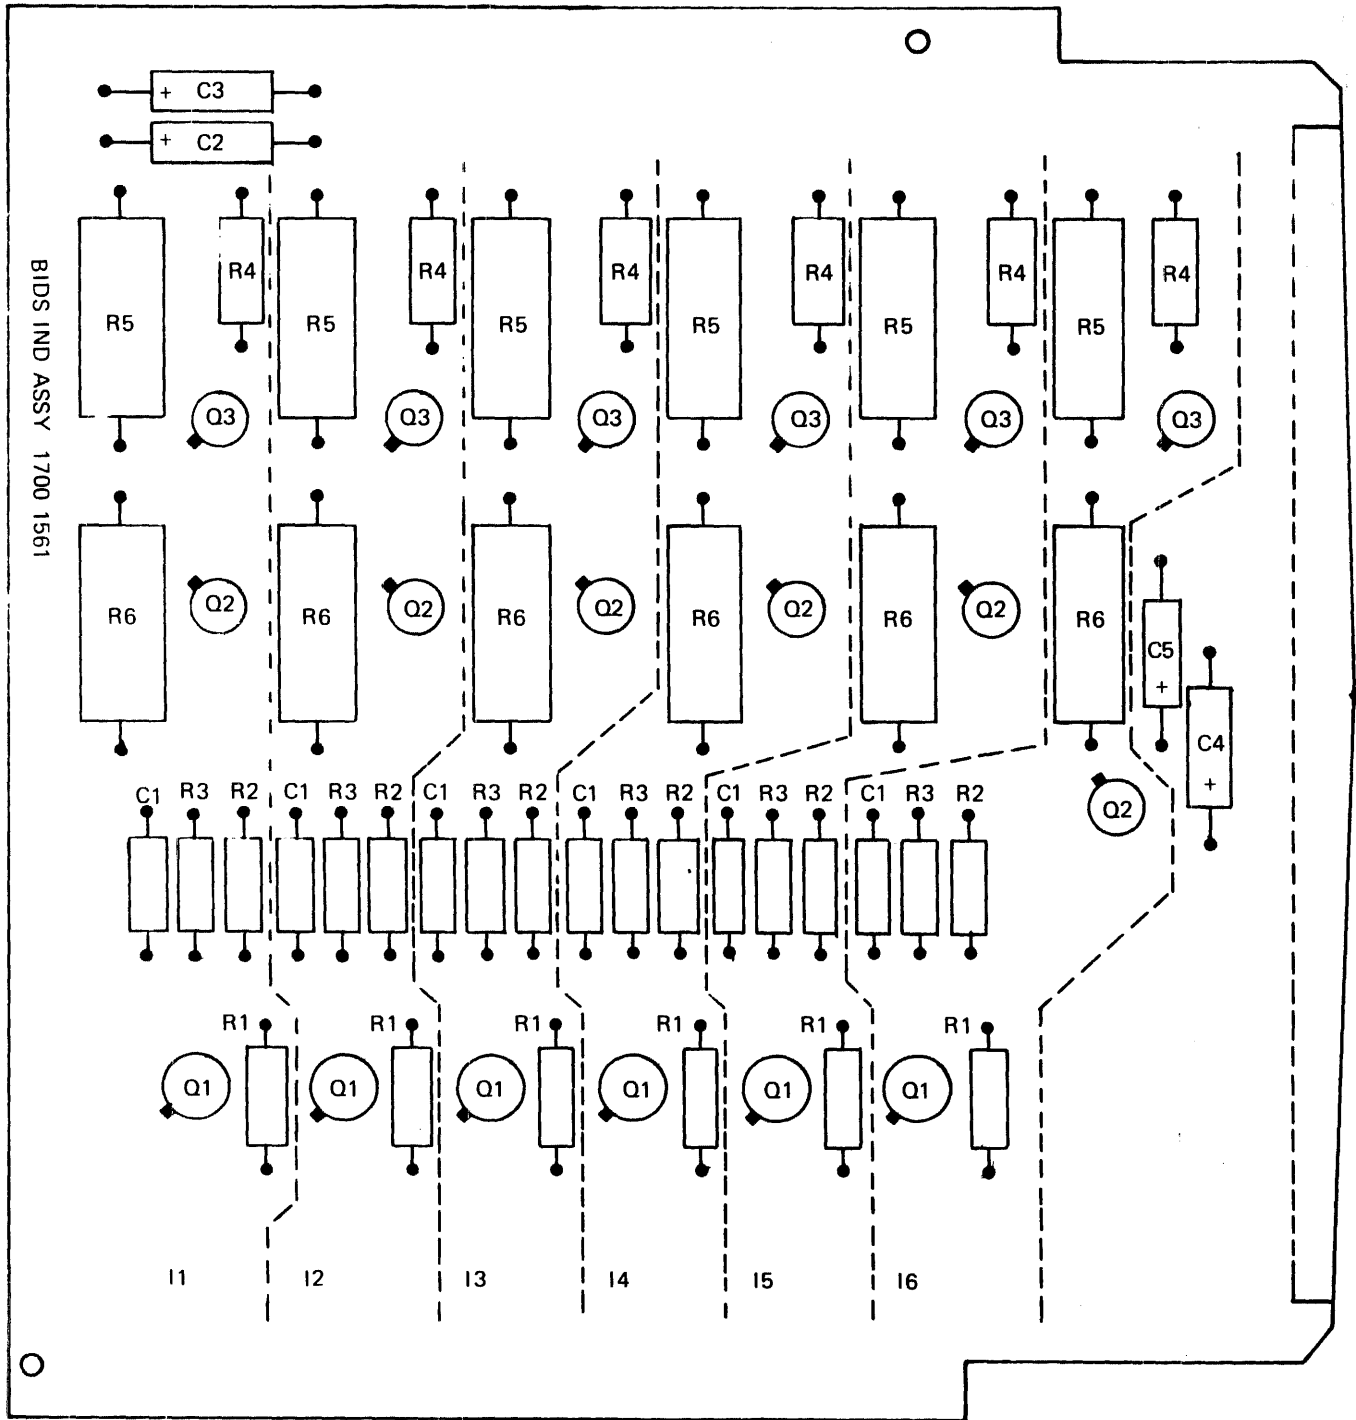 + C3
+ C2
BIDS IND ASSY 1700 1561
R4 R4 R4 R4 R4 R4
R5 R5 R5 R5 R5 R5
Q3 Q3 Q3 Q3 Q3 Q3
Q2 Q2 Q2 Q2 Q2
R6 R6 R6 R6 R6 R6
C5
+
C4
+
C1 R3 R2 C1 R3 R2 C1 R3 R2 C1 R3 R2 C1 R3 R2 C1 R3 R2
Q2
R1 R1 R1 R1 R1 R1
Q1 Q1 Q1 Q1 Q1 Q1
I1 I2 I3 I4 I5 I6